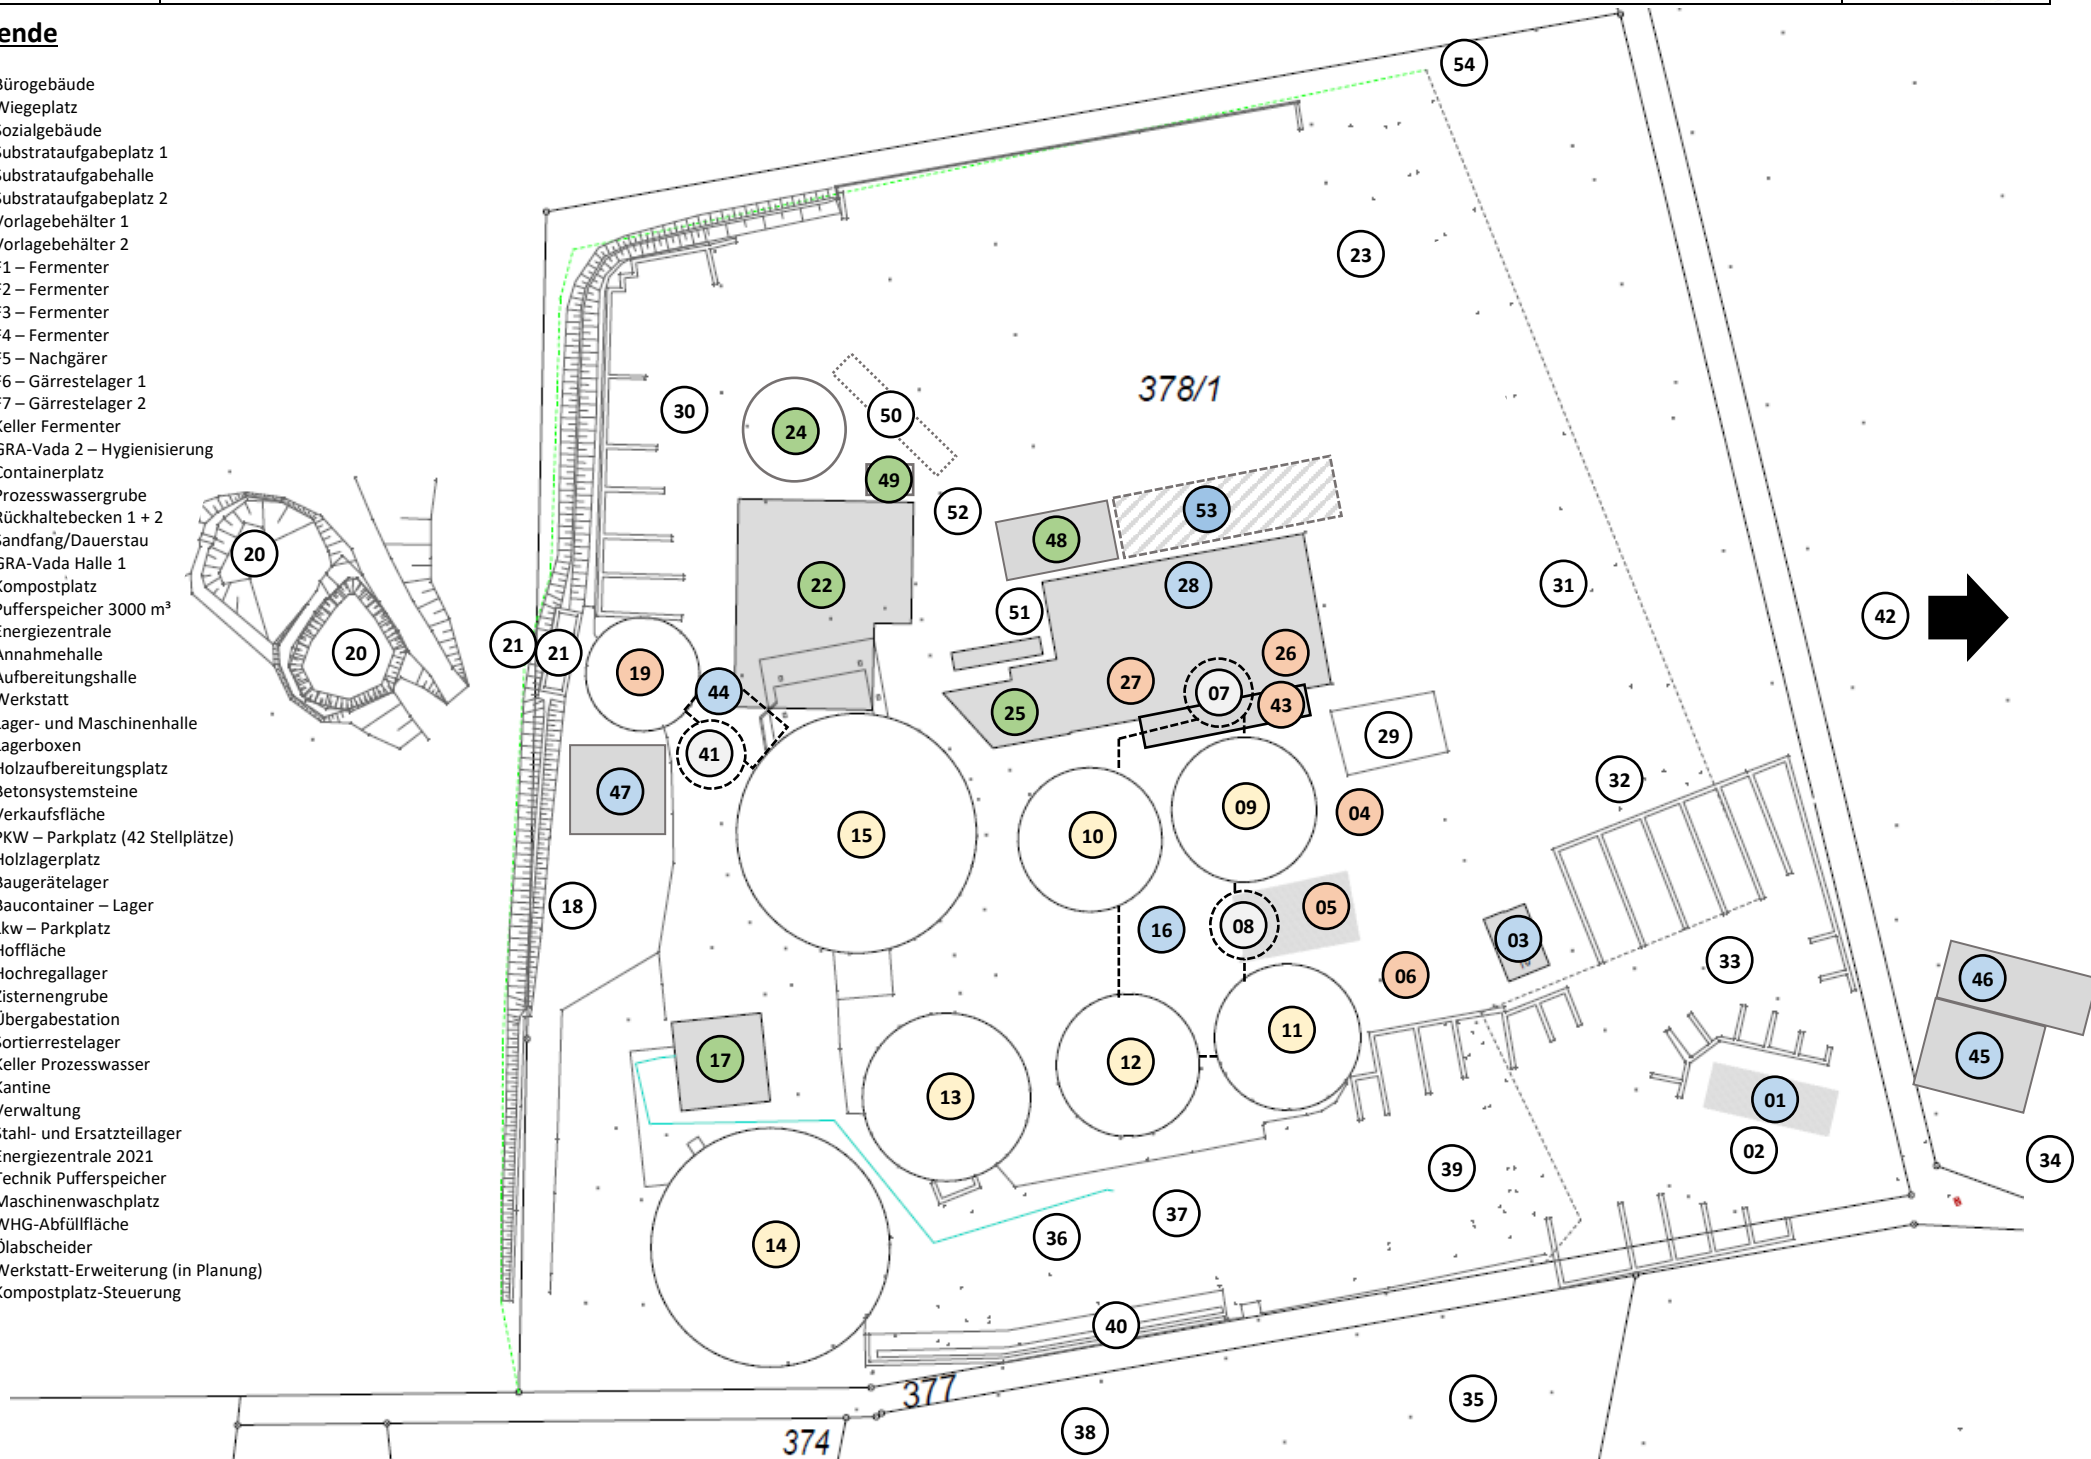 ende
Bürogebäude
Wiegeplatz
Sozialgebäude
Substrataufgabeplatz 1
Substrataufgabehalle
Substrataufgabeplatz 2
Vorlagebehälter 1
Vorlagebehälter 2
F1 – Fermenter
F2 – Fermenter
F3 – Fermenter
F4 – Fermenter
F5 – Nachgärer
F6 – Gärrestelager 1
F7 – Gärrestelager 2
Keller Fermenter
GRA-Vada 2 – Hygienisierung
Containerplatz
Prozesswassergrube
Rückhaltebecken 1 + 2
Sandfang/Dauerstau
GRA-Vada Halle 1
Kompostplatz
Pufferspeicher 3000 m³
Energiezentrale
Annahmehalle
Aufbereitungshalle
Werkstatt
Lager- und Maschinenhalle
Lagerboxen
Holzaufbereitungsplatz
Betonsystemsteine
Verkaufsfläche
PKW – Parkplatz (42 Stellplätze)
Holzlagerplatz
Baugerätelager
Baucontainer – Lager
Lkw – Parkplatz
Hoffläche
Hochregallager
Zisternengrube
Übergabestation
Sortierrestelager
Keller Prozesswasser
Kantine
Verwaltung
Stahl- und Ersatzteillager
Energiezentrale 2021
Technik Pufferspeicher
Maschinenwaschplatz
WHG-Abfüllfläche
Ölabscheider
Werkstatt-Erweiterung (in Planung)
Kompostplatz-Steuerung
54
23
378/1
30
24
50
49
52
53
48
20
22
28
31
51
42
21
21
20
19
44
27
26
07
43
25
29
41
47
32
15
10
09
04
18
16
08
05
03
33
06
46
11
12
45
17
13
01
02
39
34
37
36
14
40
377
35
38
374